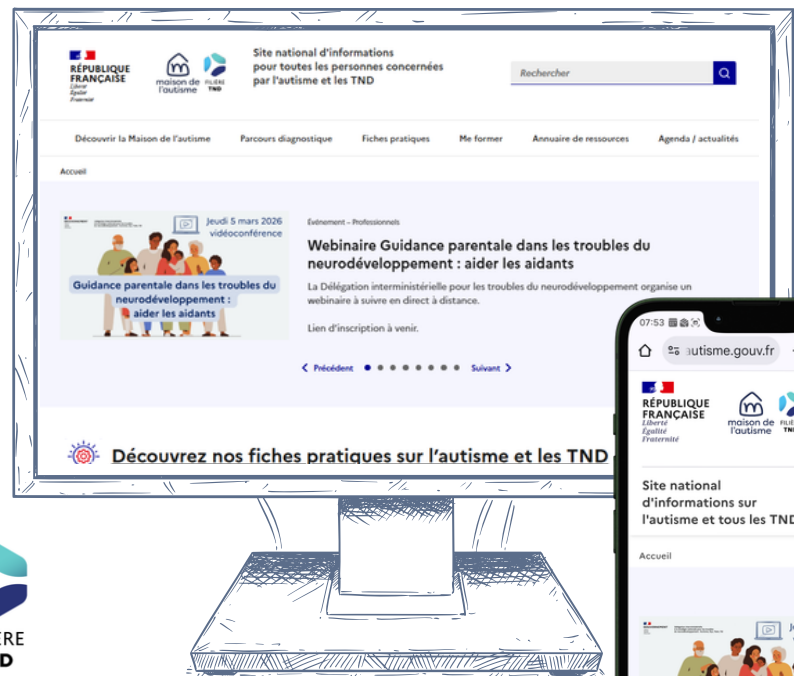 RÉPUBLIQUE
FRANÇAISE
Liberté
Égalité
Fraternité
maison de
l'autisme
FILIÈRE
TND
Site national d'informations
pour toutes les personnes concernées
par l'autisme et les TND
Rechercher
Découvrir la Maison de l'autisme
Parcours diagnostique
Fiches pratiques
Me former
Annuaire de ressources
Agenda / actualités
Accueil
Jeudi 5 mars 2026
vidéoconférence
Guidance parentale dans les troubles du
neurodéveloppement :
aider les aidants
Événement – Professionnels
Webinaire Guidance parentale dans les troubles du
neurodéveloppement : aider les aidants
La Délégation interministérielle pour les troubles du neurodéveloppement organise un
webinaire à suivre en direct à distance.
Lien d'inscription à venir.
Précédent
Suivant
Découvrez nos fiches pratiques sur l'autisme et les TND
07:53
utisme.gouv.fr
RÉPUBLIQUE
FRANÇAISE
Liberté
Égalité
Fraternité
maison de
l'autisme
Site national
d'informations sur
l'autisme et tous les TND
Accueil